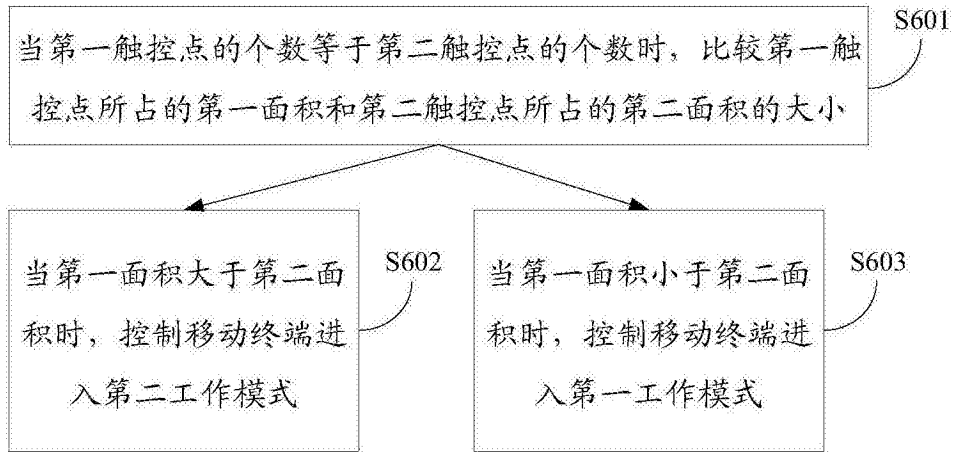 S601
当第一触控点的个数等于第二触控点的个数时，比较第一触
控点所占的第一面积和第二触控点所占的第二面积的大小
S602
当第一面积大于第二面
积时，控制移动终端进
入第二工作模式
S603
当第一面积小于第二面
积时，控制移动终端进
入第一工作模式